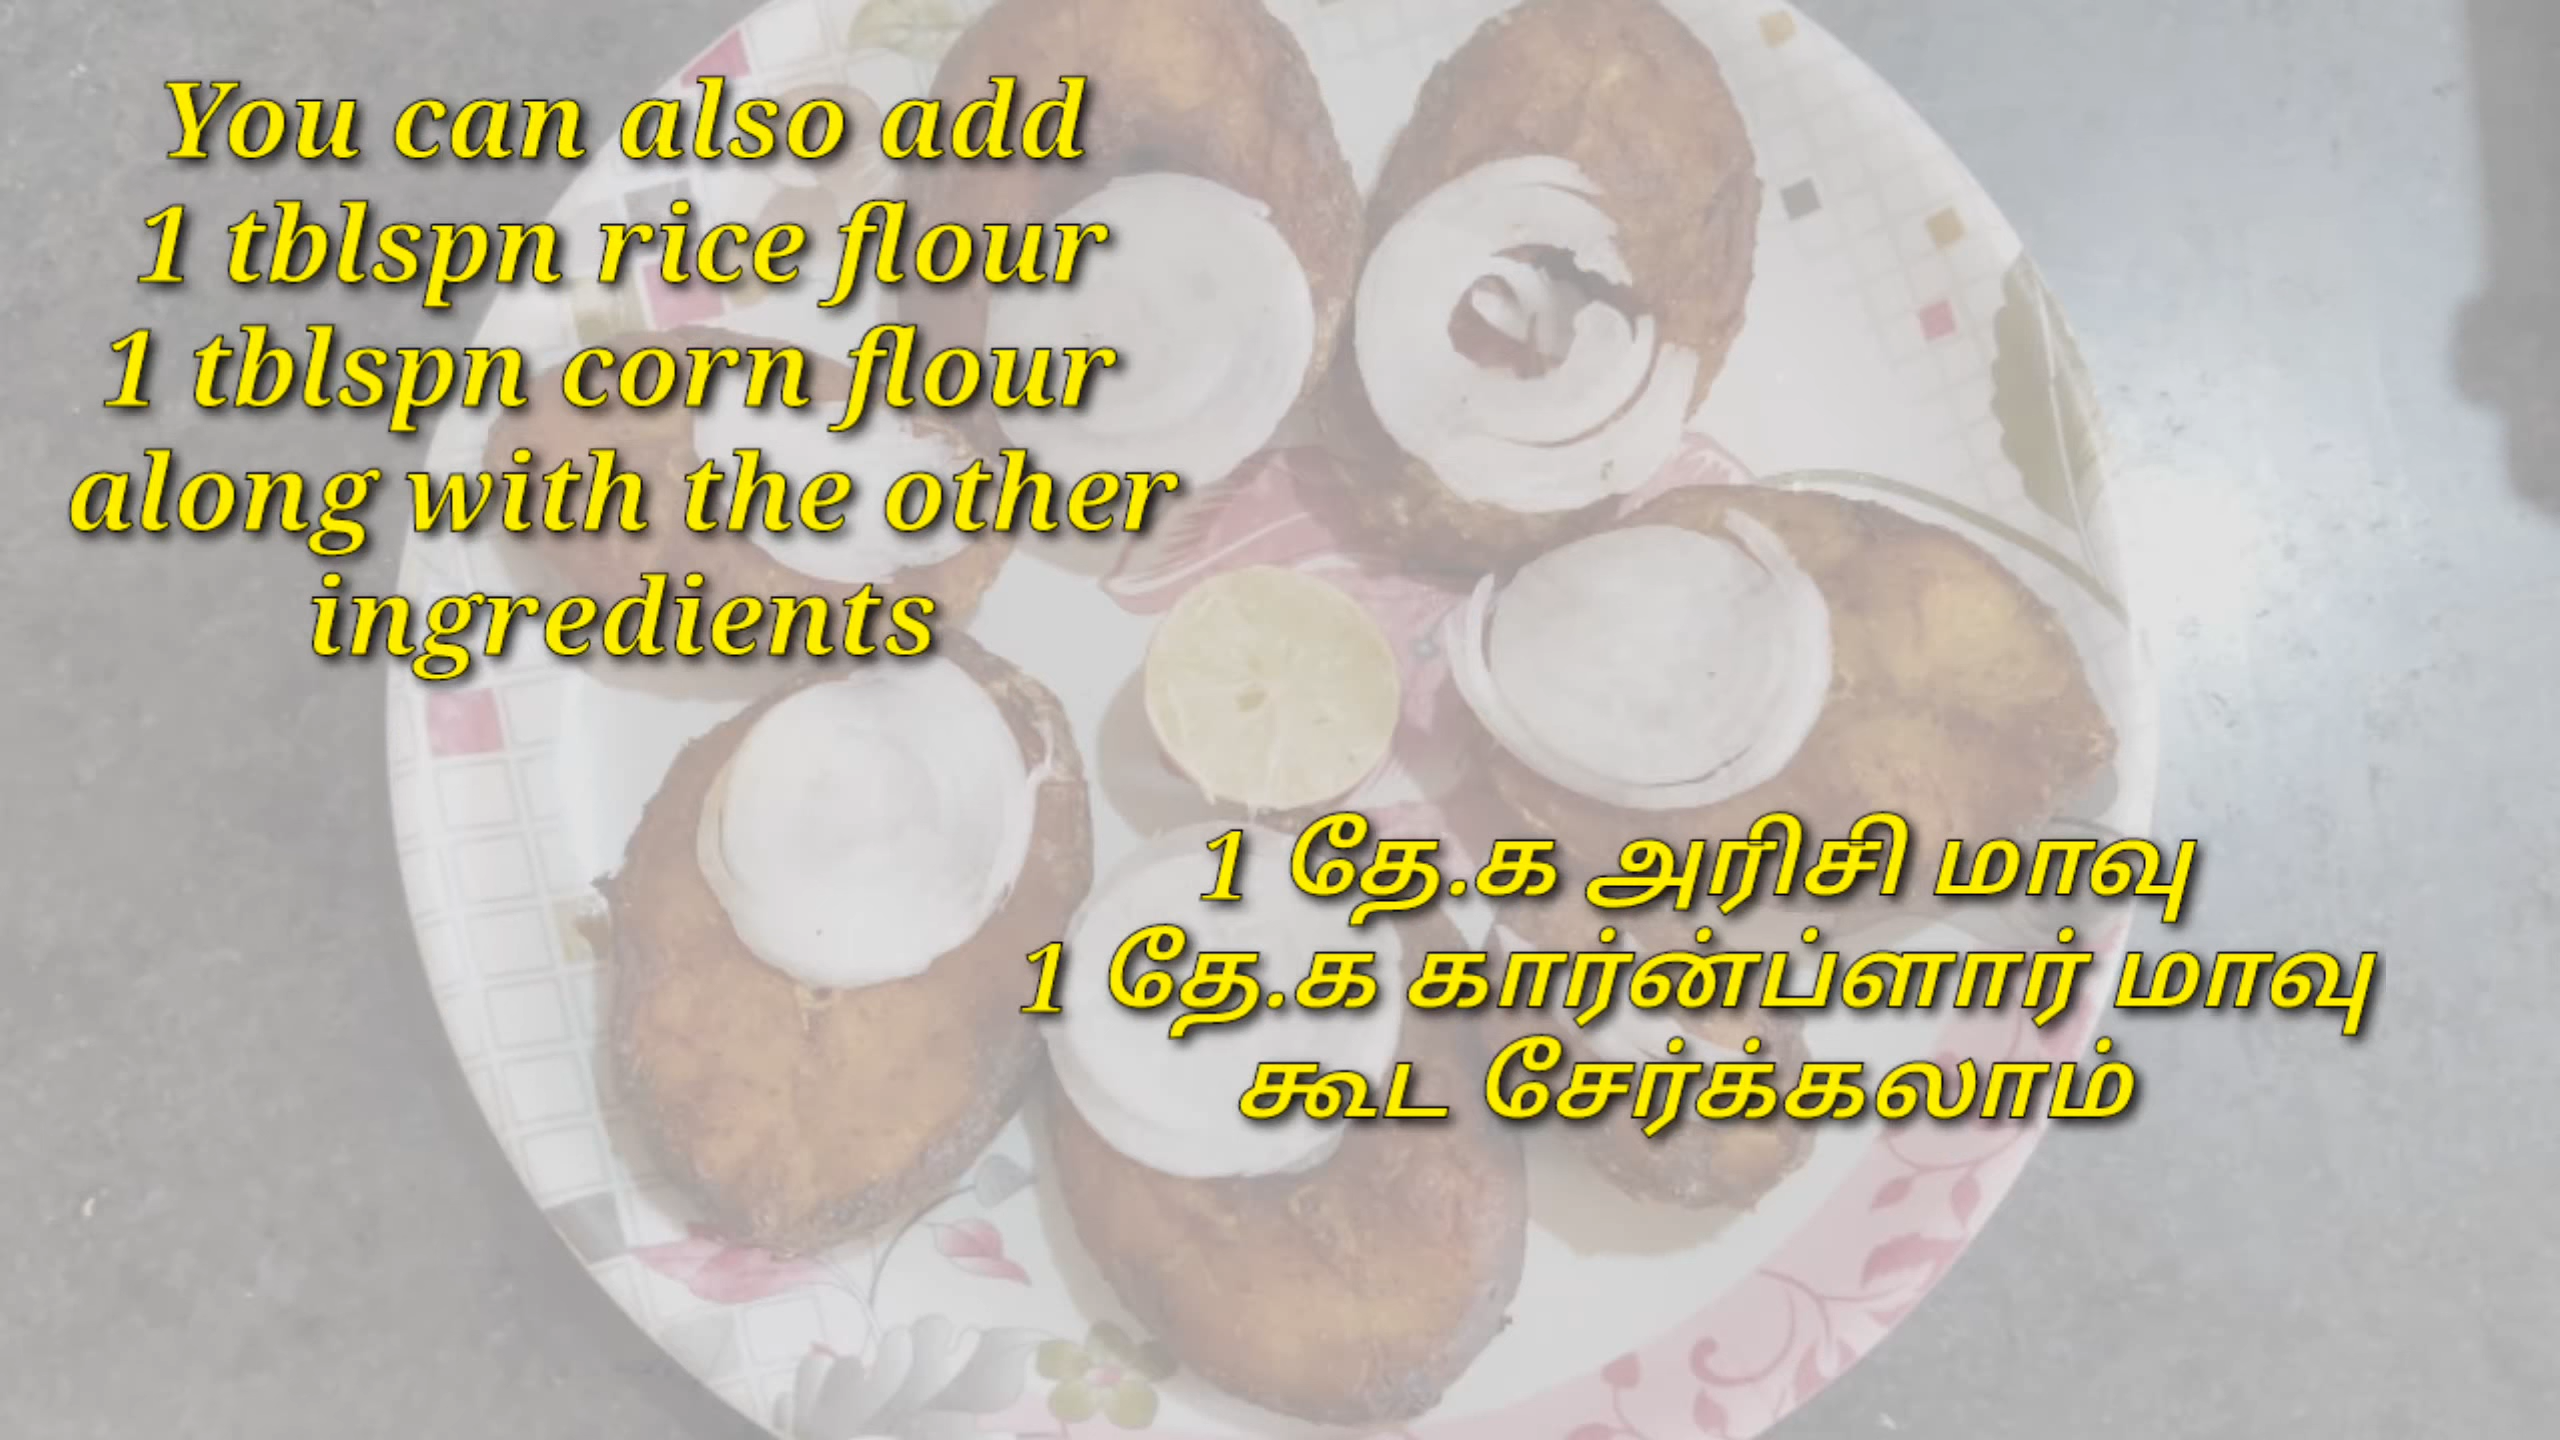 You can also add
1 tblspn rice flour
1 tblspn corn flour
along with the other
ingredients
1 தே.க அரிசி மாவு
1 தே.க கார்ன்ப்ளார் மாவு
கூட சேர்க்கலாம்